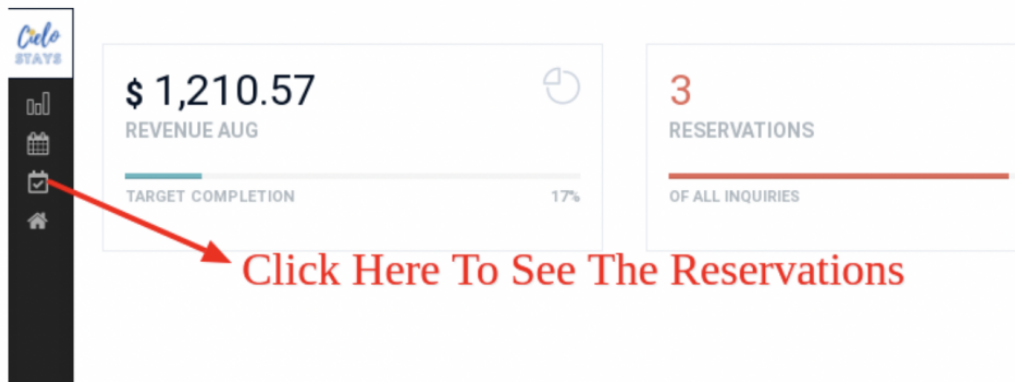 Cielo
STAYS
$ 1,210.57
REVENUE AUG
TARGET COMPLETION 17%
3
RESERVATIONS
OF ALL INQUIRIES
Click Here To See The Reservations